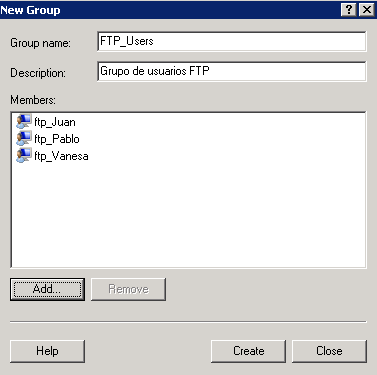 New Group
Group name: FTP_Users
Description: Grupo de usuarios FTP
Members:
ftp_Juan
ftp_Pablo
ftp_Vanesa
Add... Remove
Help Create Close